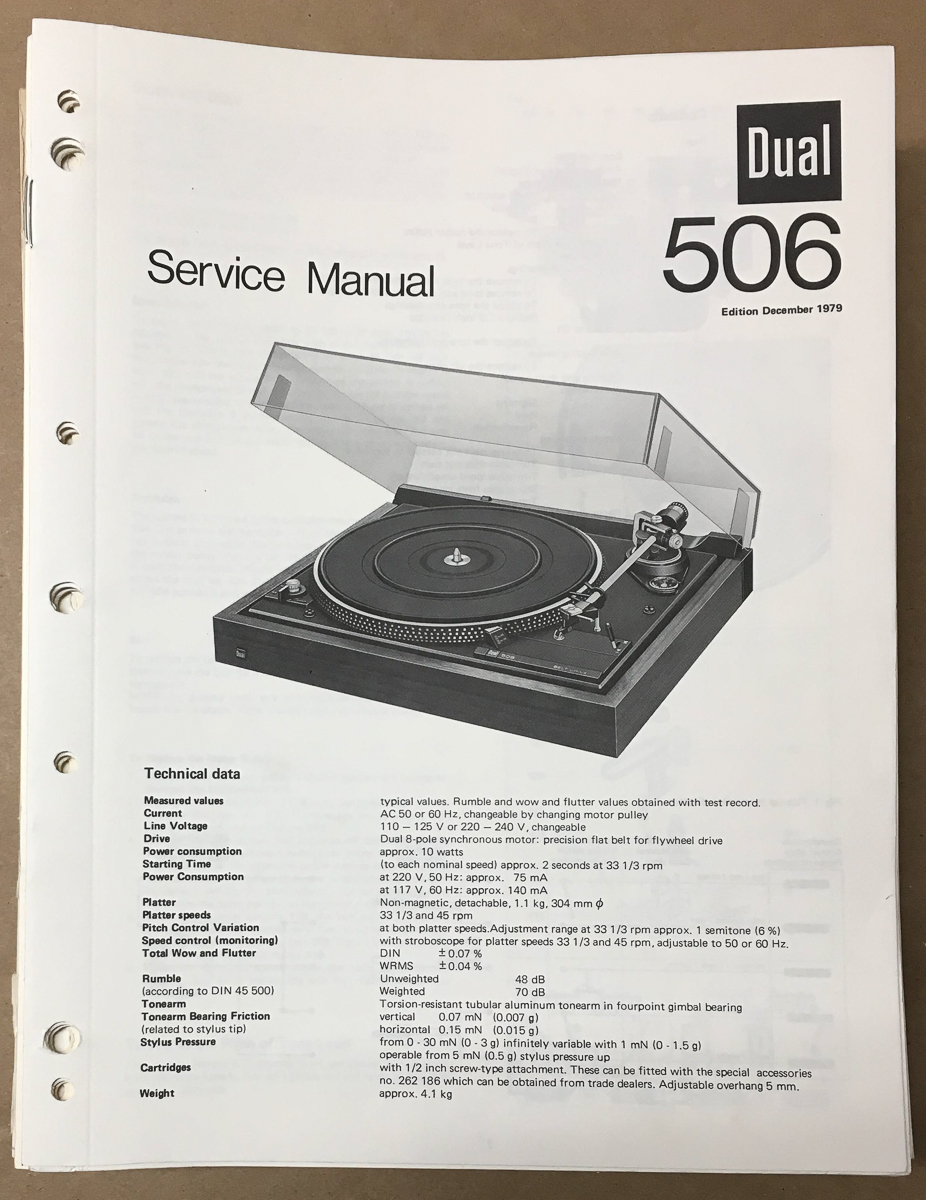 Dual
506
Service Manual
Edition December 1979
506
Technical data
Measured values typical values. Rumble and wow and flutter values obtained with test record.
Current AC 50 or 60 Hz, changeable by changing motor pulley
Line Voltage 110 – 125 V or 220 – 240 V, changeable
Drive Dual 8-pole synchronous motor: precision flat belt for flywheel drive
Power consumption approx. 10 watts
Starting Time (to each nominal speed) approx. 2 seconds at 33 1/3 rpm
Power Consumption at 220 V, 50 Hz: approx. 75 mA
at 117 V, 60 Hz: approx. 140 mA
Platter Non-magnetic, detachable, 1.1 kg, 304 mm ϕ
Platter speeds 33 1/3 and 45 rpm
Pitch Control Variation at both platter speeds.Adjustment range at 33 1/3 rpm approx. 1 semitone (6 %)
Speed control (monitoring) with stroboscope for platter speeds 33 1/3 and 45 rpm, adjustable to 50 or 60 Hz.
Total Wow and Flutter DIN ± 0.07 %
WRMS ± 0.04 %
Rumble Unweighted 48 dB
(according to DIN 45 500) Weighted 70 dB
Tonearm Torsion-resistant tubular aluminum tonearm in fourpoint gimbal bearing
Tonearm Bearing Friction vertical 0.07 mN (0.007 g)
(related to stylus tip) horizontal 0.15 mN (0.015 g)
Stylus Pressure from 0 - 30 mN (0 - 3 g) infinitely variable with 1 mN (0 - 1.5 g)
operable from 5 mN (0.5 g) stylus pressure up
Cartridges with 1/2 inch screw-type attachment. These can be fitted with the special accessories
no. 262 186 which can be obtained from trade dealers. Adjustable overhang 5 mm.
Weight approx. 4.1 kg